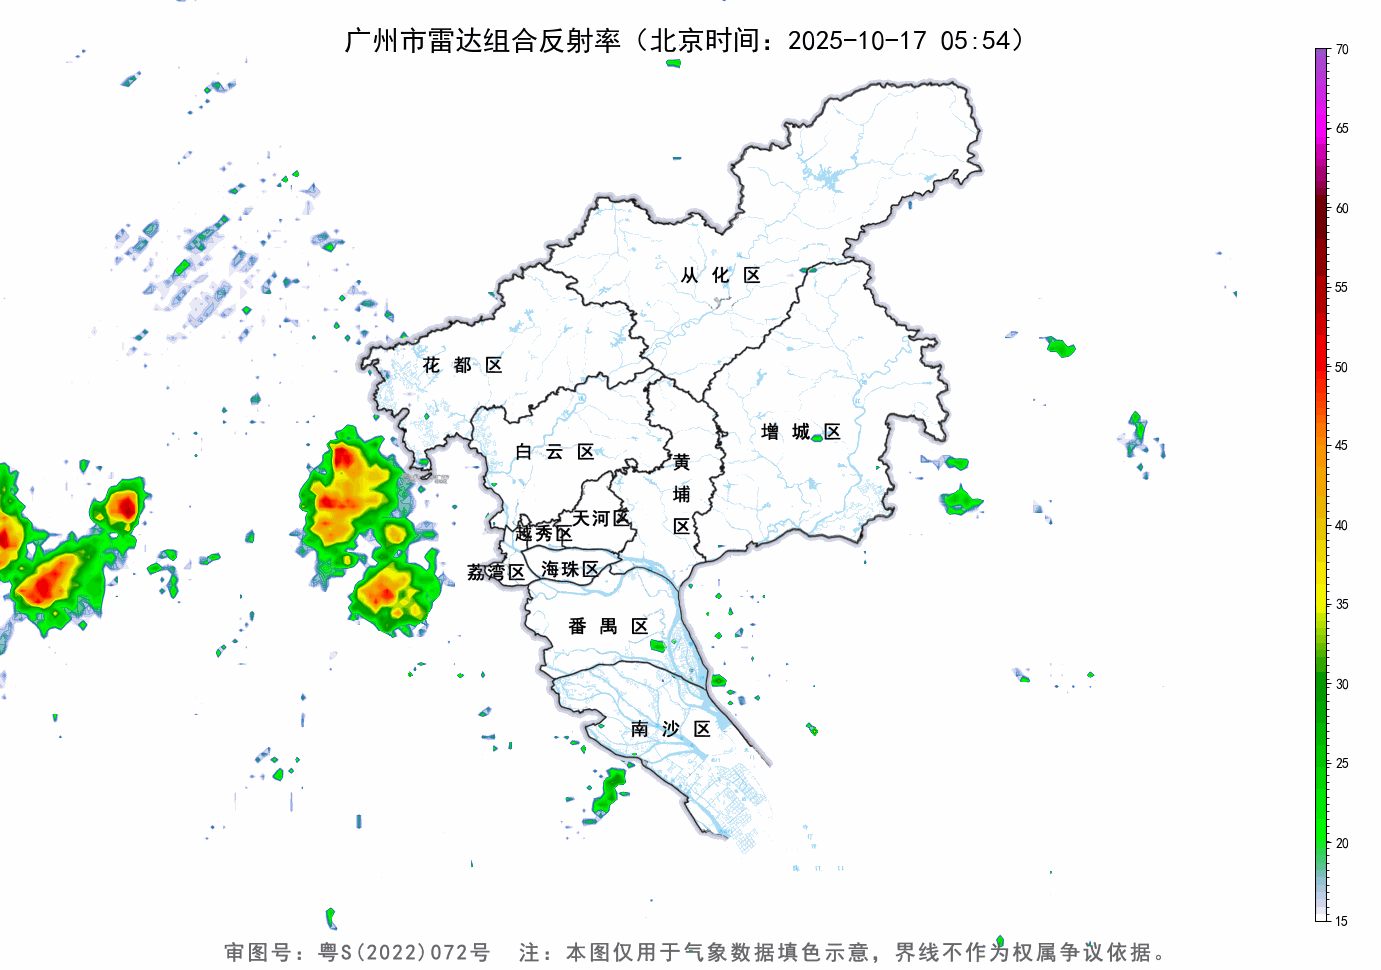 广州市雷达组合反射率（北京时间：2025-10-17 05:54）
70
65
60
55
50
45
40
35
30
25
20
15
从化区
花都区
增城区
白云区
黄埔区
天河区
越秀区
荔湾区
海珠区
番禺区
南沙区
审图号：粤S(2022)072号 注：本图仅用于气象数据填色示意，界线不作为权属争议依据。